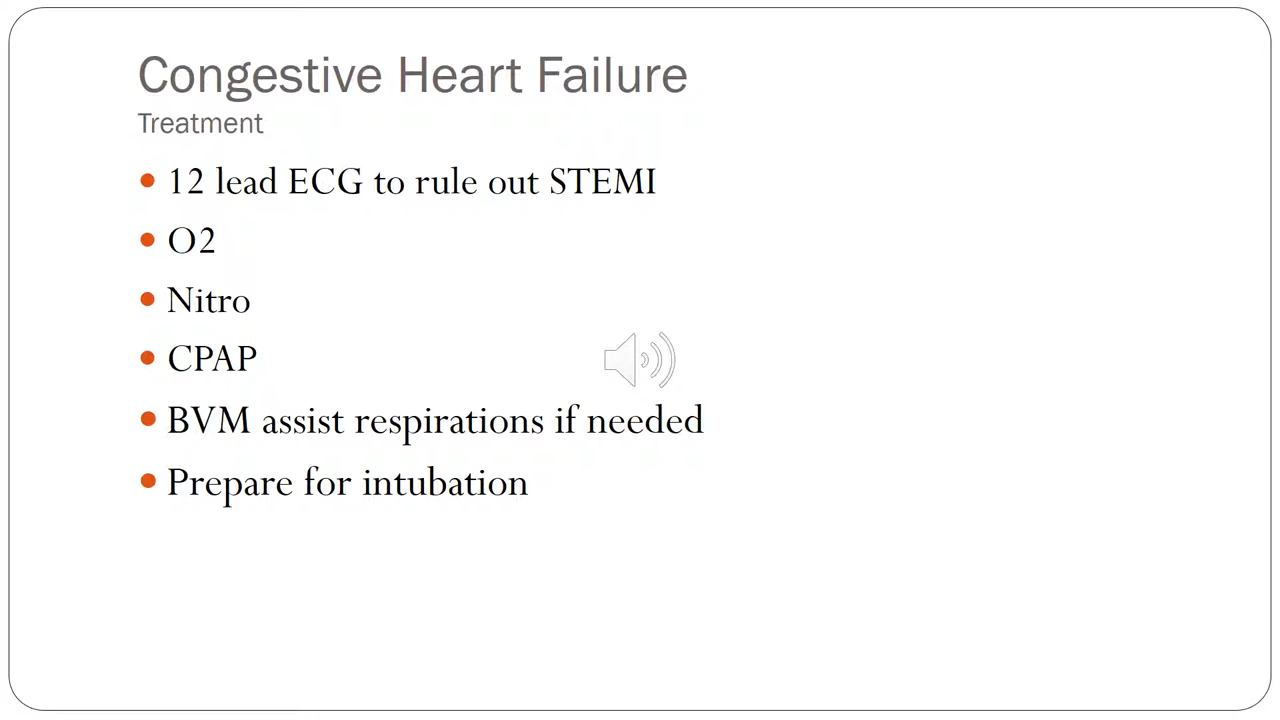 Congestive Heart Failure
Treatment
• 12 lead ECG to rule out STEMI
• O2
• Nitro
• CPAP
• BVM assist respirations if needed
• Prepare for intubation